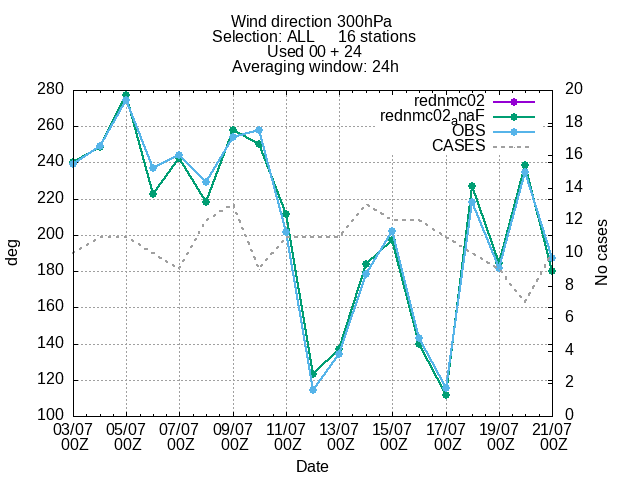 Wind direction 300hPa
Selection: ALL 16 stations
Used 00 + 24
Averaging window: 24h
280 20
260 18
240 16
220 14
200 12
180 10
160 8
140 6
120 4
100 2
0
rednmc02
rednmc02anaF
OBS
CASES
deg
No cases
03/07 05/07 07/07 09/07 11/07 13/07 15/07 17/07 19/07 21/07
00Z 00Z 00Z 00Z 00Z 00Z 00Z 00Z 00Z 00Z
Date